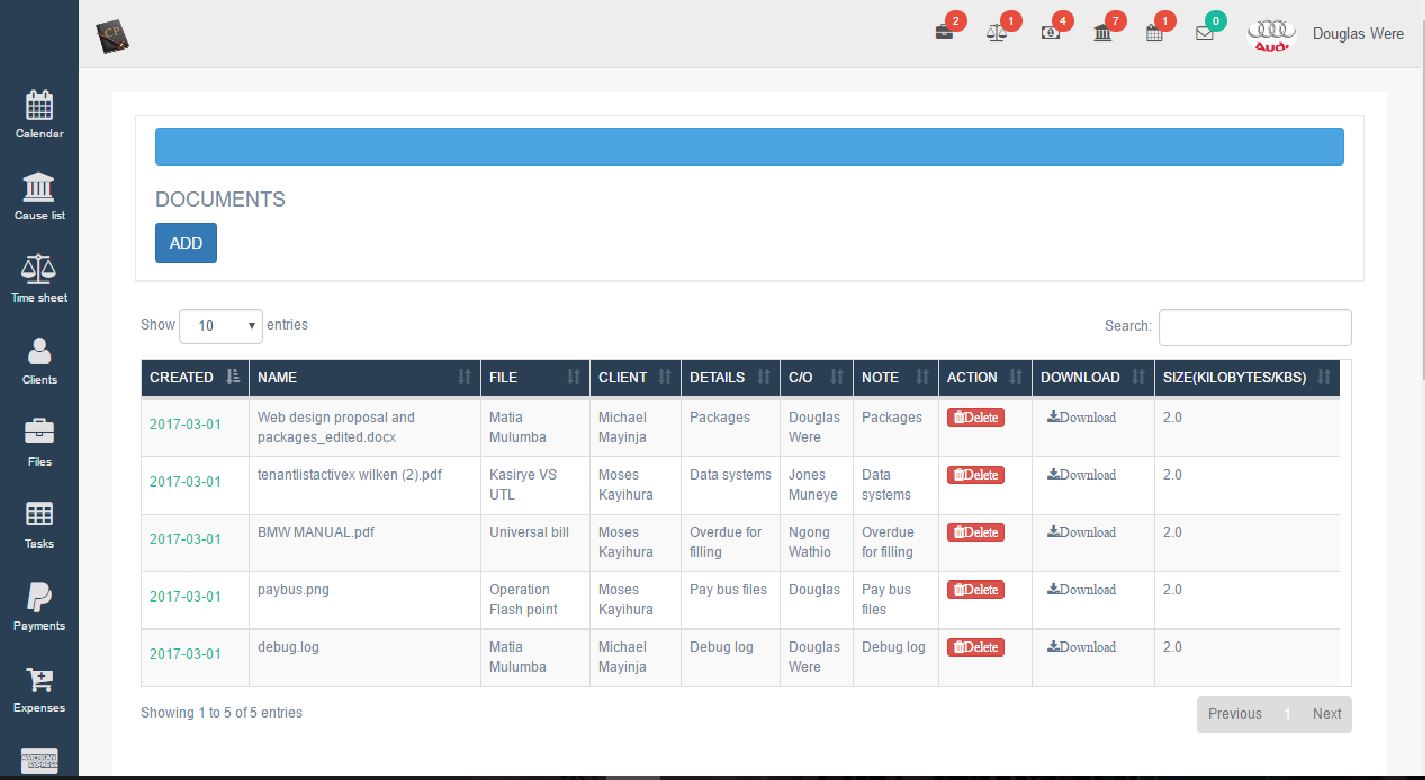 CP
2
1
4
7
1
0
Audi
Douglas Were
Calendar
Cause list
Time sheet
Clients
Files
Tasks
Payments
Expenses
DOCUMENTS
ADD
Show 10 entries
Search:
CREATED NAME FILE CLIENT DETAILS C/O NOTE ACTION DOWNLOAD SIZE(KILOBYTES/KBS)
2017-03-01 Web design proposal and Matia Michael Packages Douglas Packages Delete Download 2.0
packages_edited.docx Mulumba Mayinja Were
2017-03-01 tenantlistactivex wilken (2).pdf Kasirye VS Moses Data systems Jones Data Delete Download 2.0
UTL Kayihura Muneye systems
2017-03-01 BMW MANUAL.pdf Universal bill Moses Overdue for Ngong Overdue Delete Download 2.0
Kayihura filling Wathio for filling
2017-03-01 paybus.png Operation Moses Pay bus files Douglas Pay bus Delete Download 2.0
Flash point Kayihura files
2017-03-01 debug.log Matia Michael Debug log Douglas Debug log Delete Download 2.0
Mulumba Mayinja Were
Showing 1 to 5 of 5 entries
Previous 1 Next